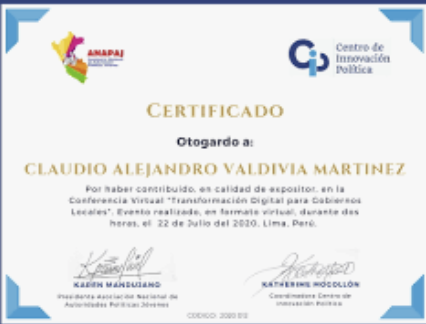 ANAPAJ
Centro de
Innovación
Política
CERTIFICADO
Otogardo a:
CLAUDIO ALEJANDRO VALDIVIA MARTINEZ
Por haber contribuido, en calidad de expositor, en la
Conferencia Virtual "Transformación Digital para Gobiernos
Locales". Evento realizado, en formato virtual, durante dos
horas, el 22 de Julio del 2020, Lima, Perú.
KAREN MANDUJANO
KATHERINE MOGOLLÓN
Presidenta Asociación Nacional de
Autoridades Políticas Jóvenes
Coordinadora Centro de
Innovación Política
CÓDIGO: 2020